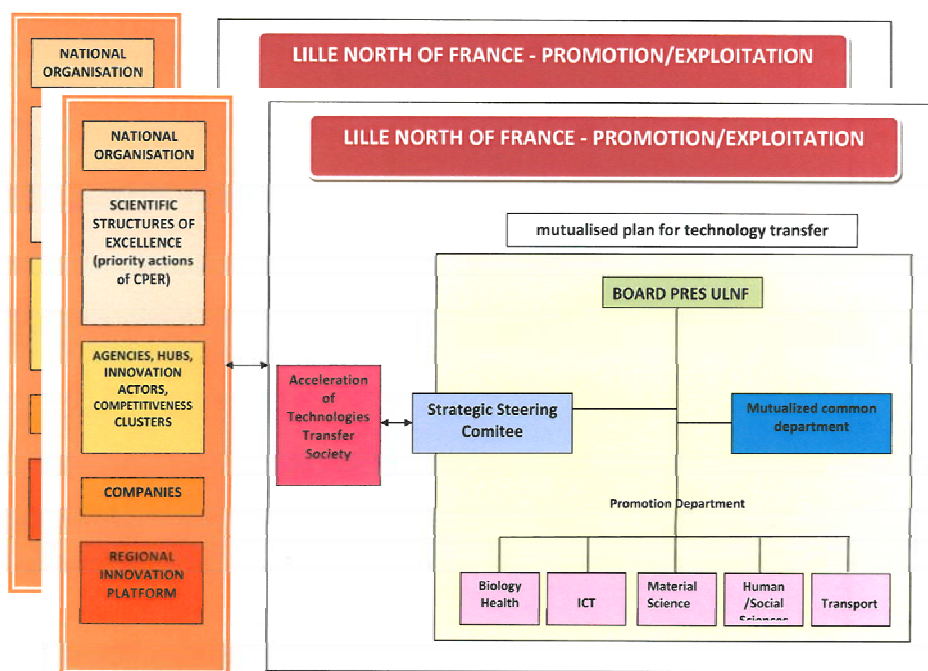 NATIONAL
ORGANISATION
LILLE NORTH OF FRANCE - PROMOTION/EXPLOITATION
NATIONAL
ORGANISATION
SCIENTIFIC
STRUCTURES OF
EXCELLENCE
(priority actions
of CPER)
AGENCIES, HUBS,
INNOVATION
ACTORS,
COMPETITIVENESS
CLUSTERS
COMPANIES
REGIONAL
INNOVATION
PLATFORM
LILLE NORTH OF FRANCE - PROMOTION/EXPLOITATION
mutualised plan for technology transfer
BOARD PRES ULNF
Acceleration
of
Technologies
Transfer
Society
Strategic Steering
Comitee
Mutualized common
department
Promotion Department
Biology
Health
ICT
Material
Science
Human
/Social
Sciences
Transport